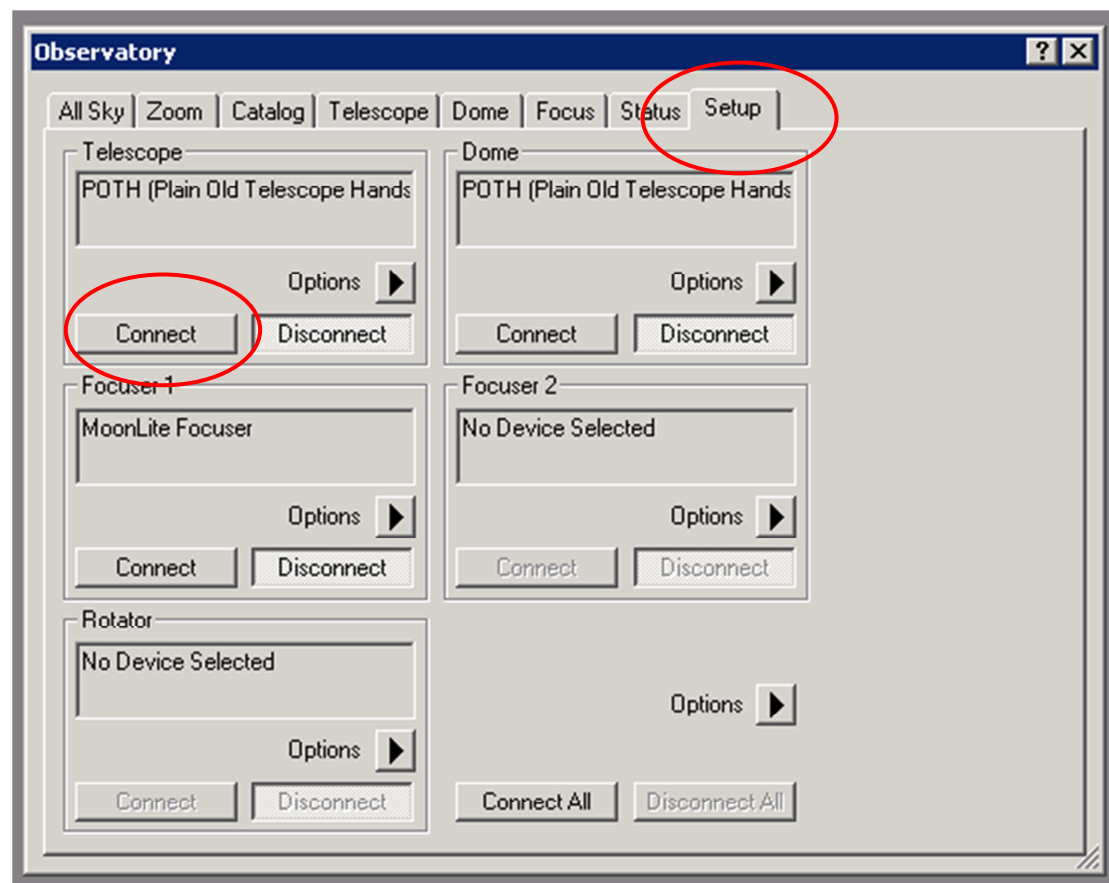 Observatory
All Sky Zoom Catalog Telescope Dome Focus Status Setup
Telescope
POTH (Plain Old Telescope Hands
Options
Connect Disconnect
Dome
POTH (Plain Old Telescope Hands
Options
Connect Disconnect
Focuser 1
MoonLite Focuser
Options
Connect Disconnect
Focuser 2
No Device Selected
Options
Connect Disconnect
Rotator
No Device Selected
Options
Connect Disconnect
Options
Connect All Disconnect All